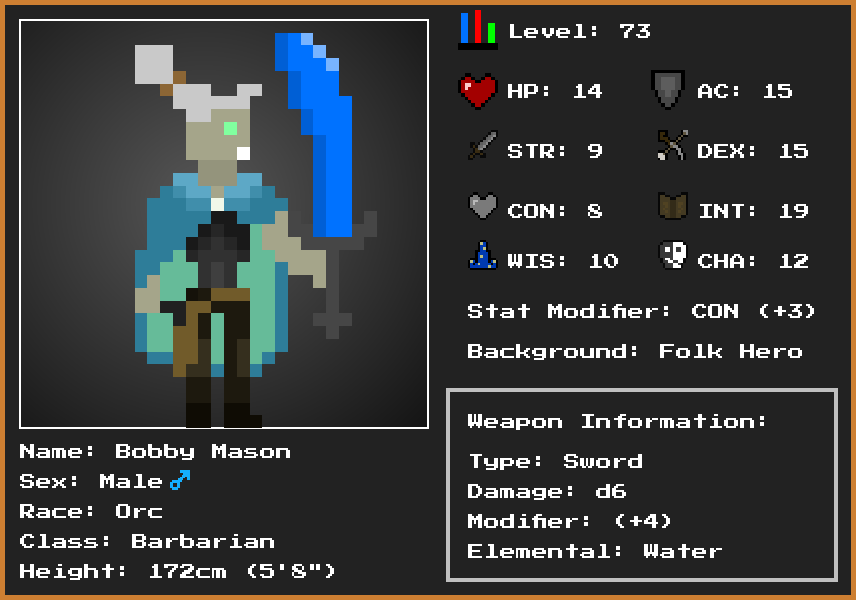 Level: 73
HP: 14
AC: 15
STR: 9
DEX: 15
CON: 8
INT: 19
WIS: 10
CHA: 12
Stat Modifier: CON (+3)
Background: Folk Hero
Weapon Information:
Type: Sword
Damage: d6
Modifier: (+4)
Elemental: Water
Name: Bobby Mason
Sex: Male ♂
Race: Orc
Class: Barbarian
Height: 172cm (5'8")